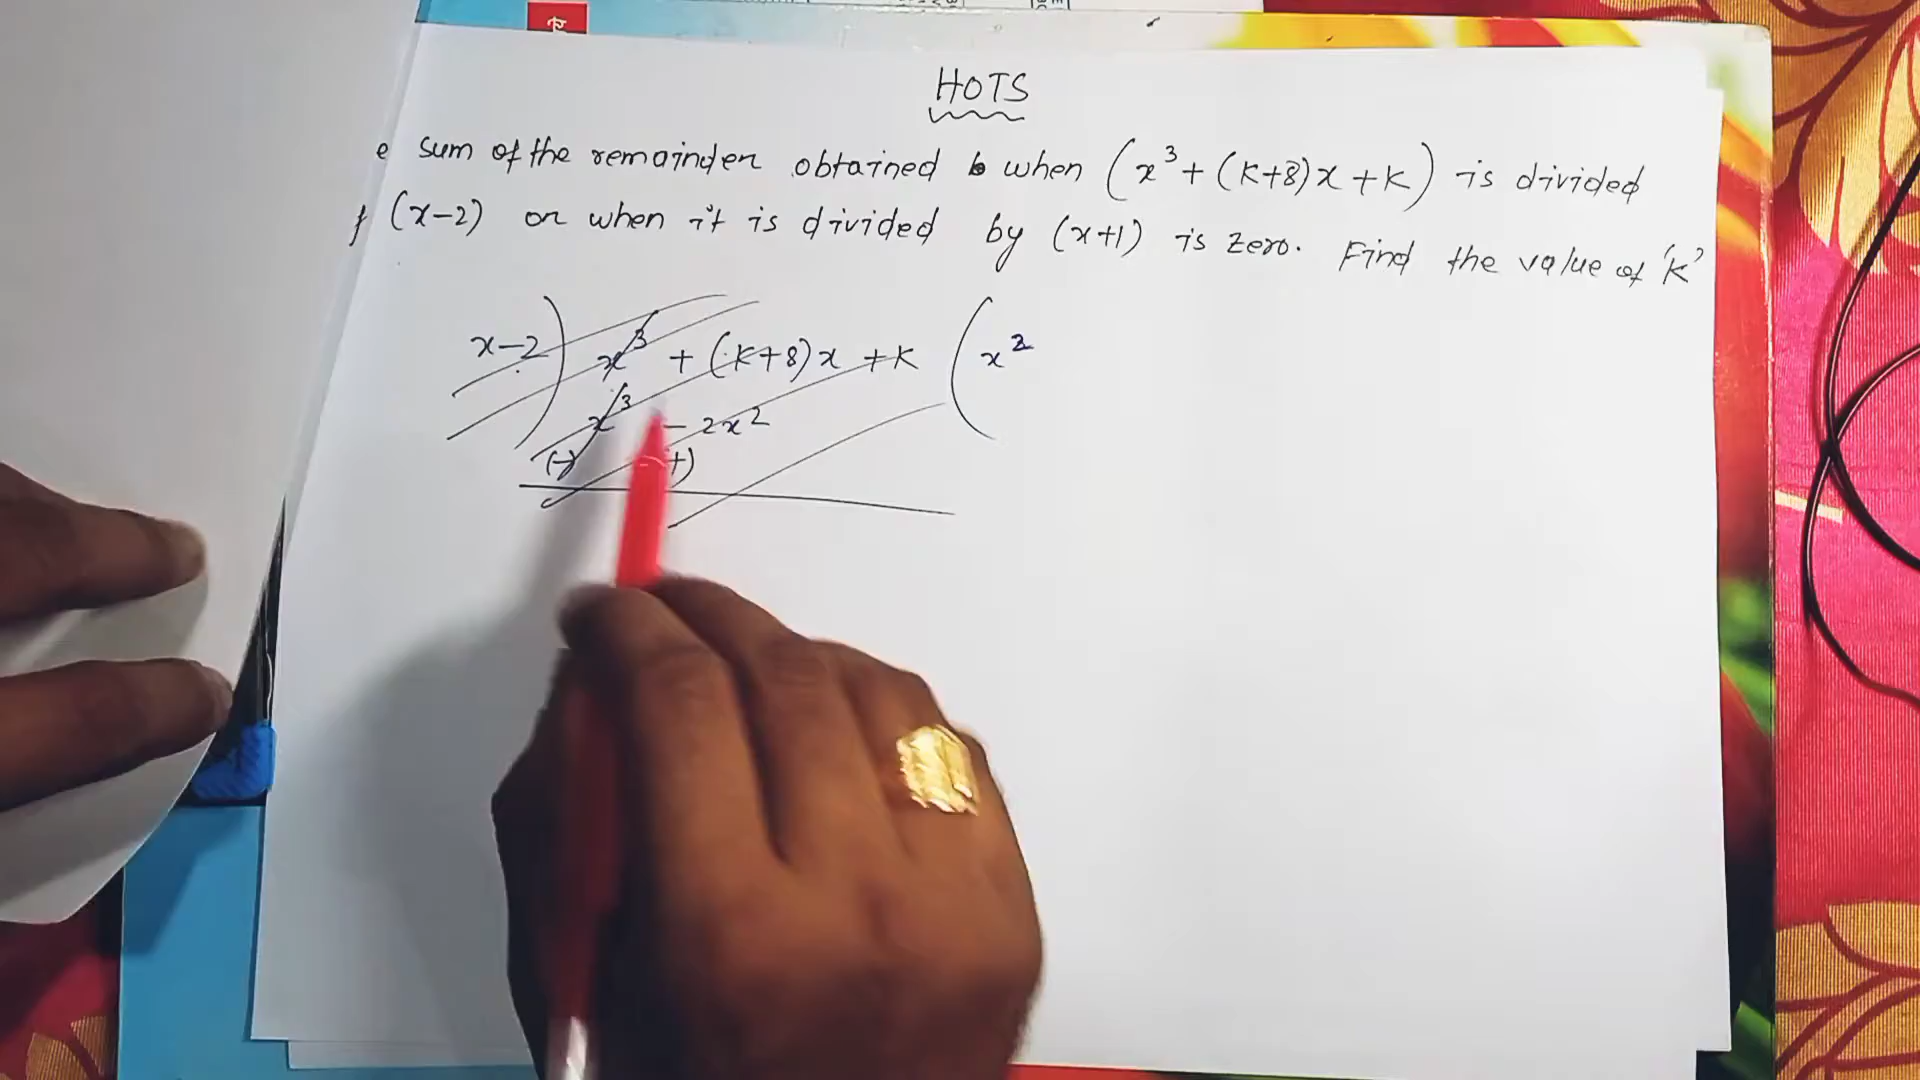 HOTS
e sum of the remainder obtained when (x³ + (k+8)x + k) is divided
(x-2) or when it is divided by (x+1) is zero. Find the value of 'k'
x-2) x³ + (k+8)x + k (x²
x³ - 2x²
(-) (+)